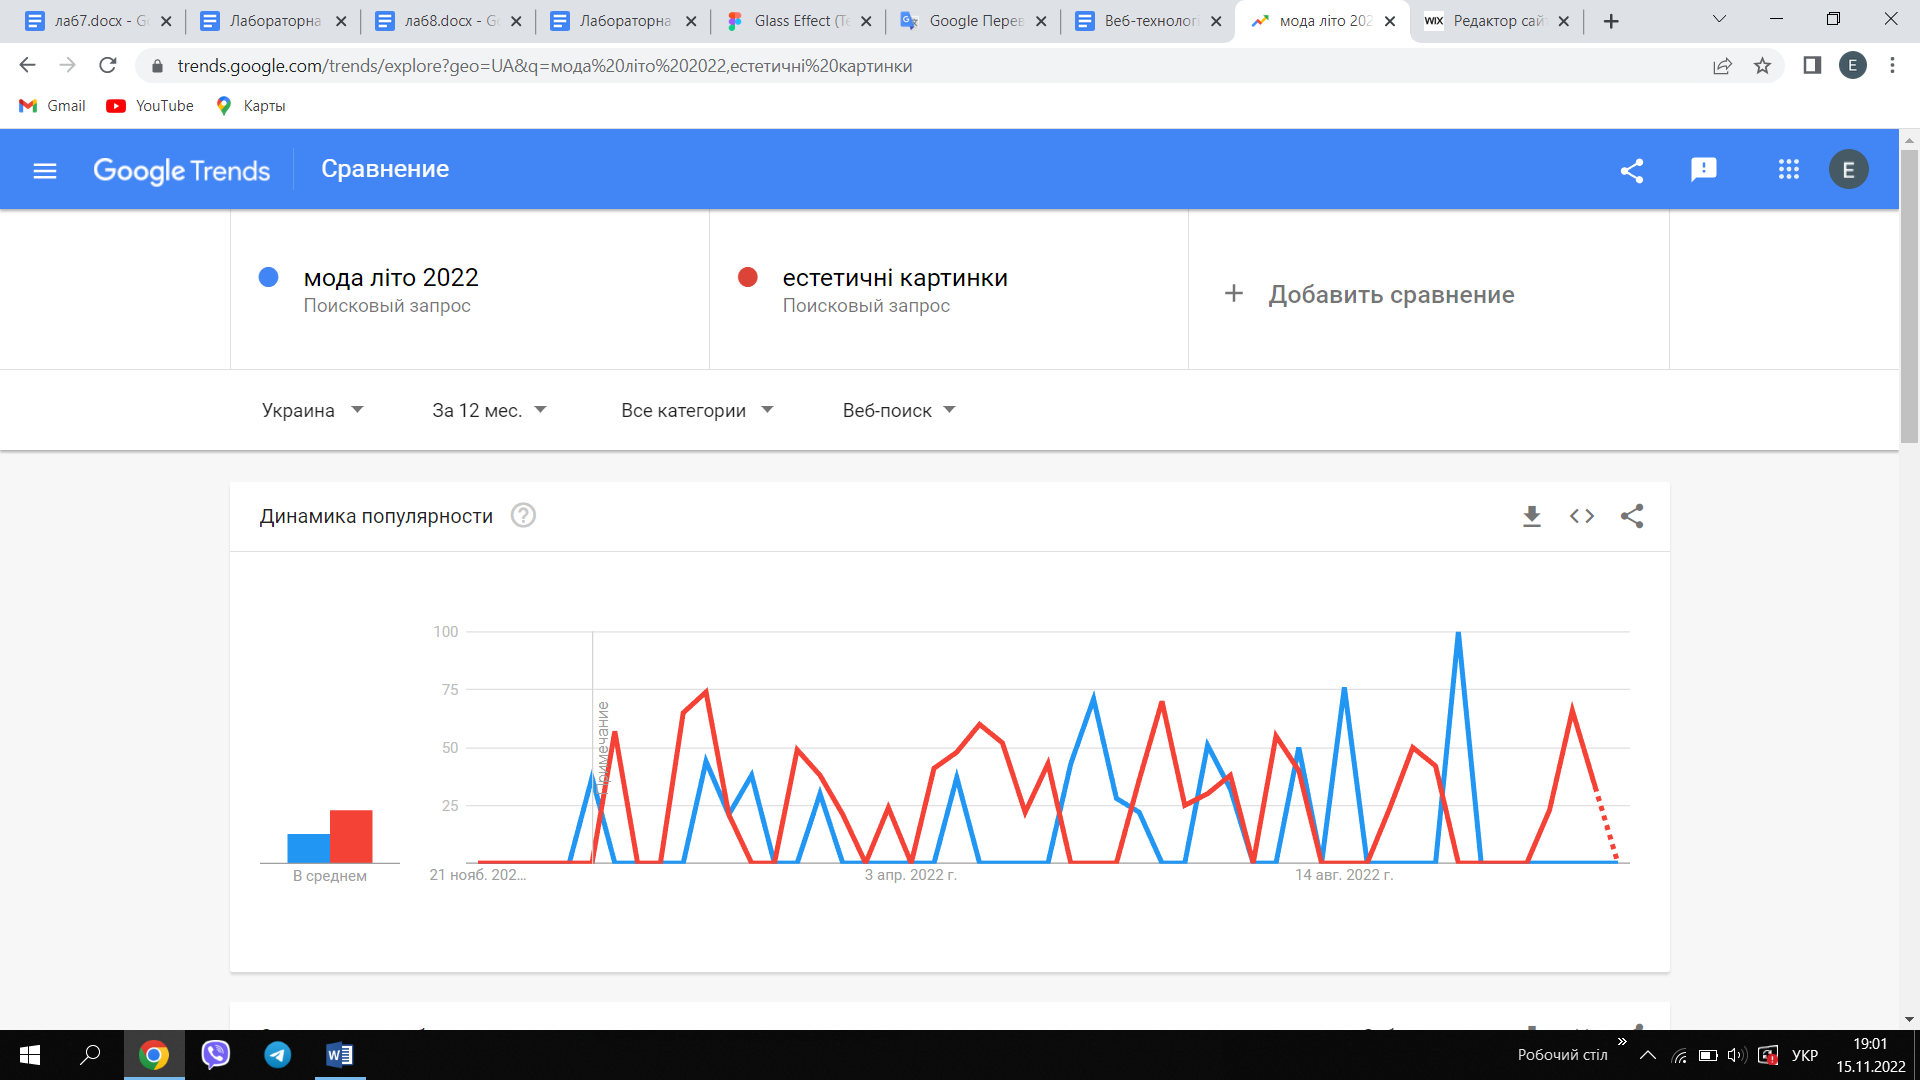 ла67.docx - G
Лабораторна
ла68.docx - G
Лабораторна
Glass Effect (Te
Google Перев
Веб-технологі
мода літо 202
WIX Редактор сай
trends.google.com/trends/explore?geo=UA&q=мода%20літо%202022,естетичні%20картинки
E
Gmail YouTube Карты
Google Trends Сравнение
E
мода літо 2022
Поисковый запрос
естетичні картинки
Поисковый запрос
+ Добавить сравнение
Украина За 12 мес. Все категории Веб-поиск
Динамика популярности ?
100
75
50
25
Примечание
В среднем
21 нояб. 202...
3 апр. 2022 г.
14 авг. 2022 г.
Робочий стіл
УКР
19:01
15.11.2022